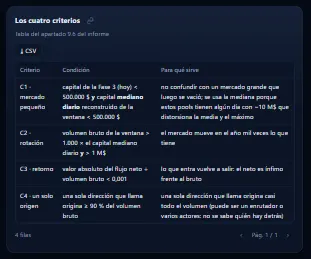 Los cuatro criterios
Tabla del apartado 9.6 del informe
CSV
Criterio Condición Para qué sirve
C1 - capital de la fase 3 (hoy) < no confundir con un mercado grande que
mercado 500.000 $ y capital mediano luego se vació; se usa la mediana porque
pequeño diario reconstruido de la estos pools tienen algún día con ~10 M$ que
ventana < 500.000 $ distorsiona la media y el máximo
C2 - volumen bruto de la ventana > el mercado mueve en el año mil veces lo que
rotación 1.000 × el capital mediano tiene
diario y > 1 M$
C3 - retorno valor absoluto del flujo neto ÷ lo que entra vuelve a salir: el neto es ínfimo
volumen bruto < 0,001 frente al bruto
C4 - un solo una sola dirección que llama una sola dirección que llama origina casi
origen origina ≥ 90 % del volumen todo el volumen (puede ser un enrutador o
bruto varios actores: no se sabe quién hay detrás)
4 filas ‹ Pág. 1 / 1 ›